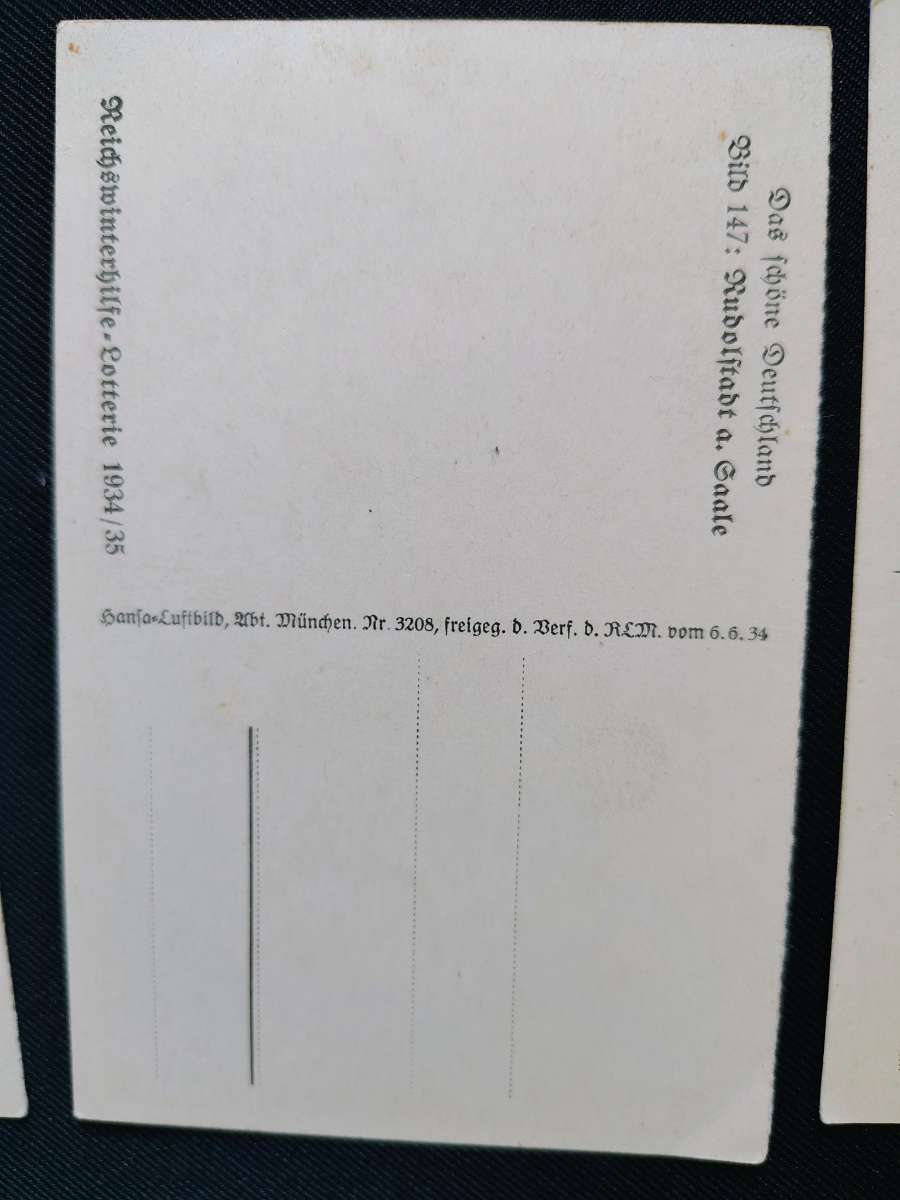 Das schöne Deutschland
Bild 147: Rudolstadt a. Saale
Reichswinterhilfe-Lotterie 1934/35
Hansa-Luftbild, Abt. München. Nr. 3208, freigeg. d. Verf. d. RLM. vom 6.6.34